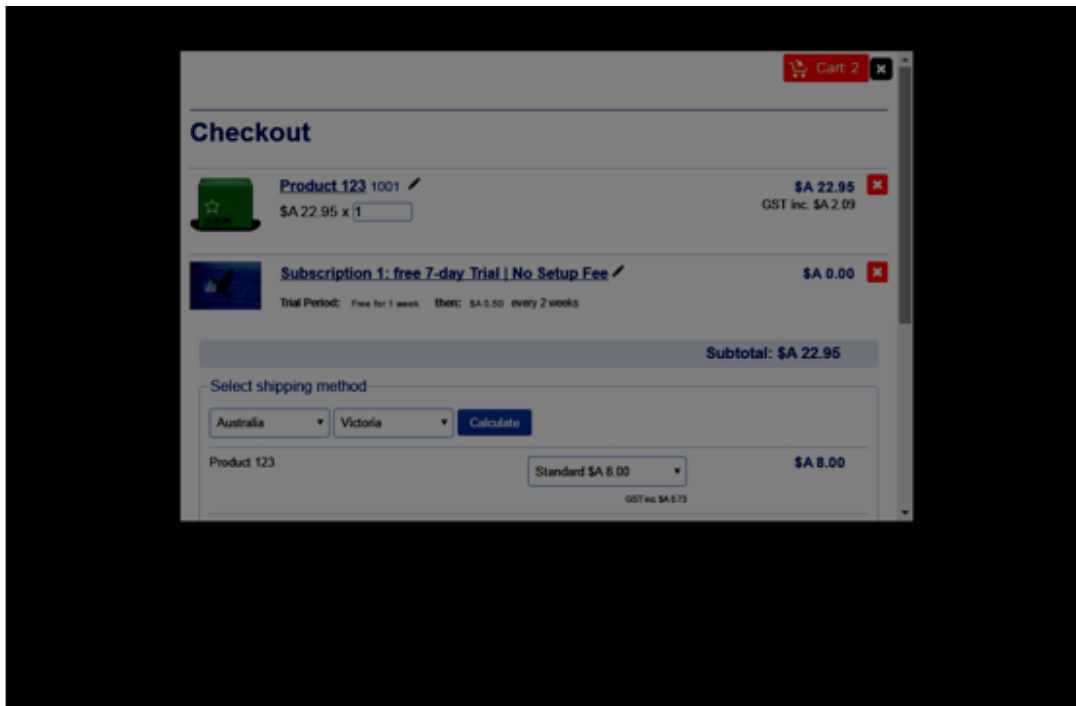 Cart: 2
Checkout
Product 123 1001
$A 22.95
$A 22.95 x 1
GST inc. $A 2.09
Subscription 1: free 7-day Trial | No Setup Fee
$A 0.00
Trial Period: Free for 1 week then: $A 0.50 every 2 weeks
Subtotal: $A 22.95
Select shipping method
Australia Victoria Calculate
Product 123 Standard $A 8.00 $A 8.00
GST inc. $A 0.73